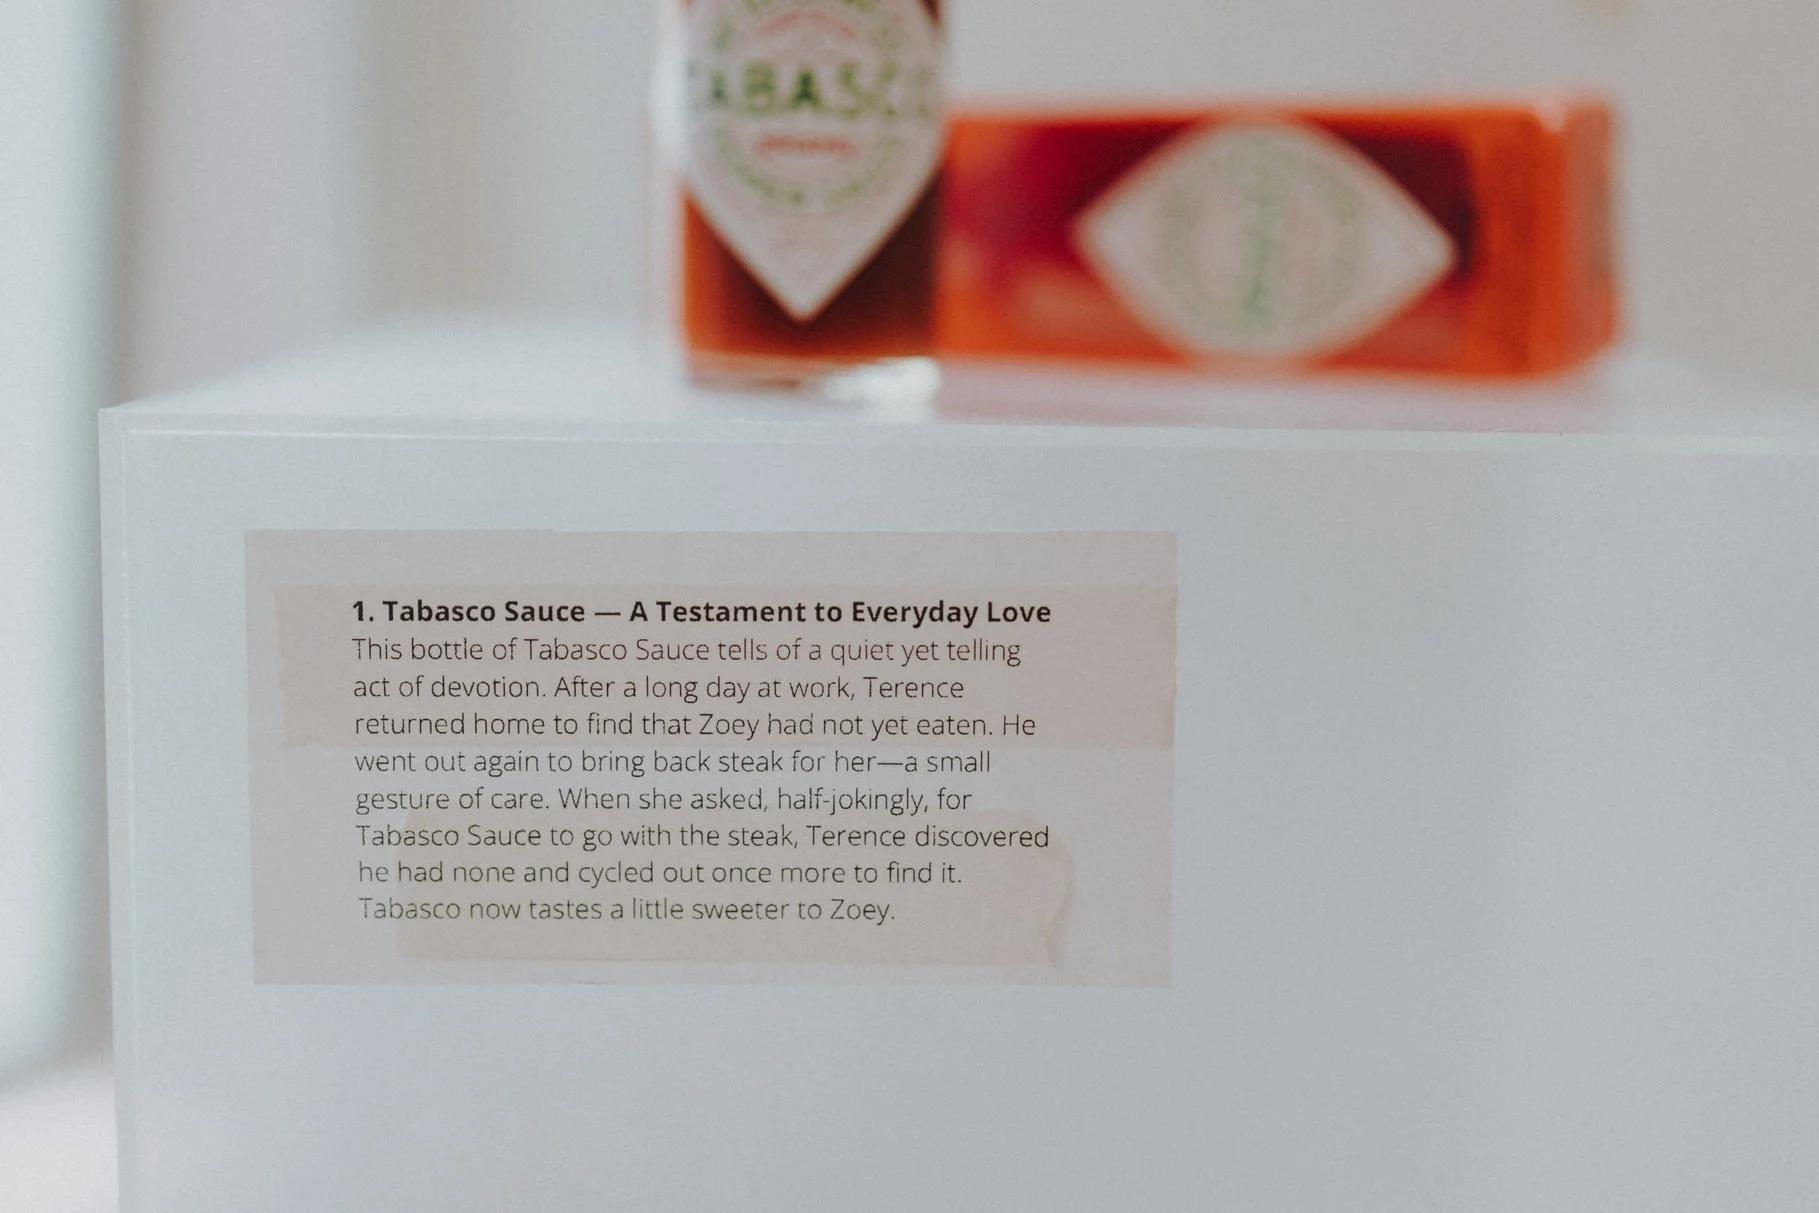 TABASCO
1. Tabasco Sauce — A Testament to Everyday Love
This bottle of Tabasco Sauce tells of a quiet yet telling
act of devotion. After a long day at work, Terence
returned home to find that Zoey had not yet eaten. He
went out again to bring back steak for her—a small
gesture of care. When she asked, half-jokingly, for
Tabasco Sauce to go with the steak, Terence discovered
he had none and cycled out once more to find it.
Tabasco now tastes a little sweeter to Zoey.